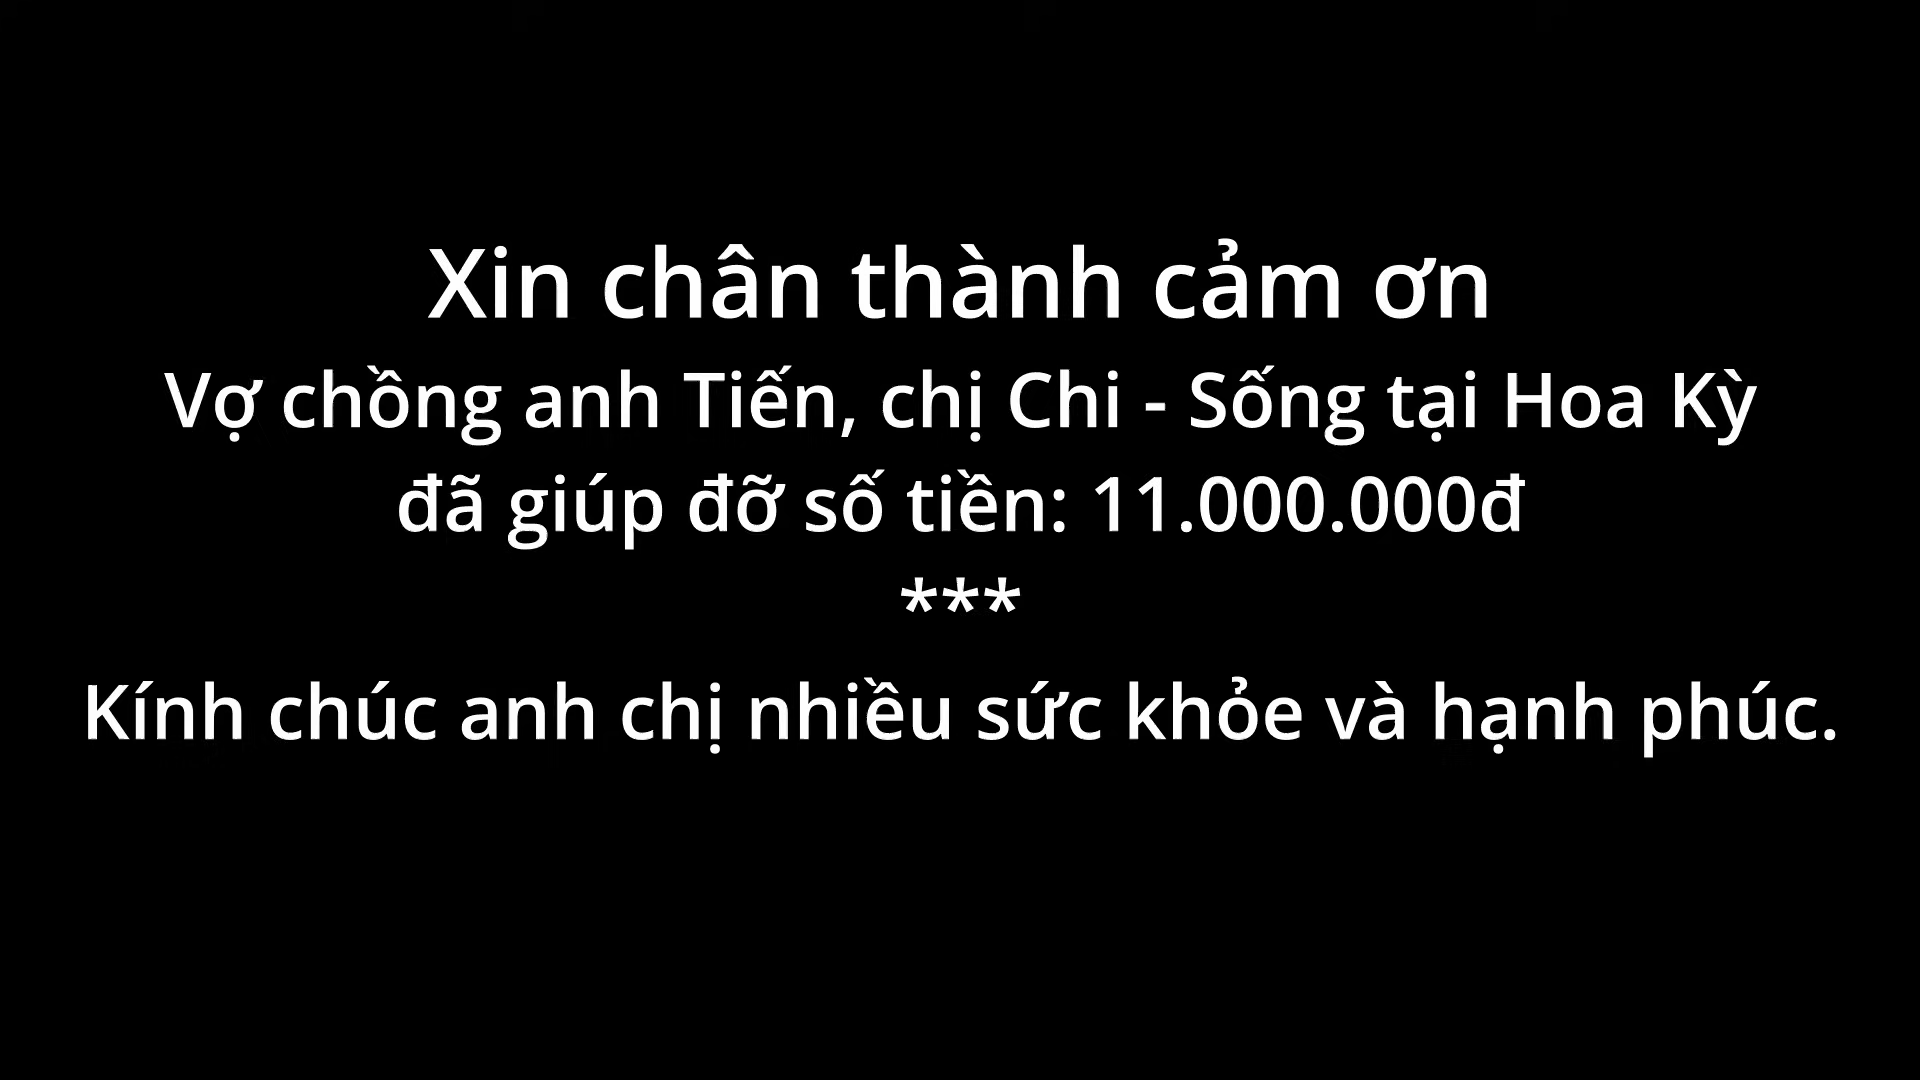 Xin chân thành cảm ơn
Vợ chồng anh Tiến, chị Chi - Sống tại Hoa Kỳ
đã giúp đỡ số tiền: 11.000.000đ
***
Kính chúc anh chị nhiều sức khỏe và hạnh phúc.